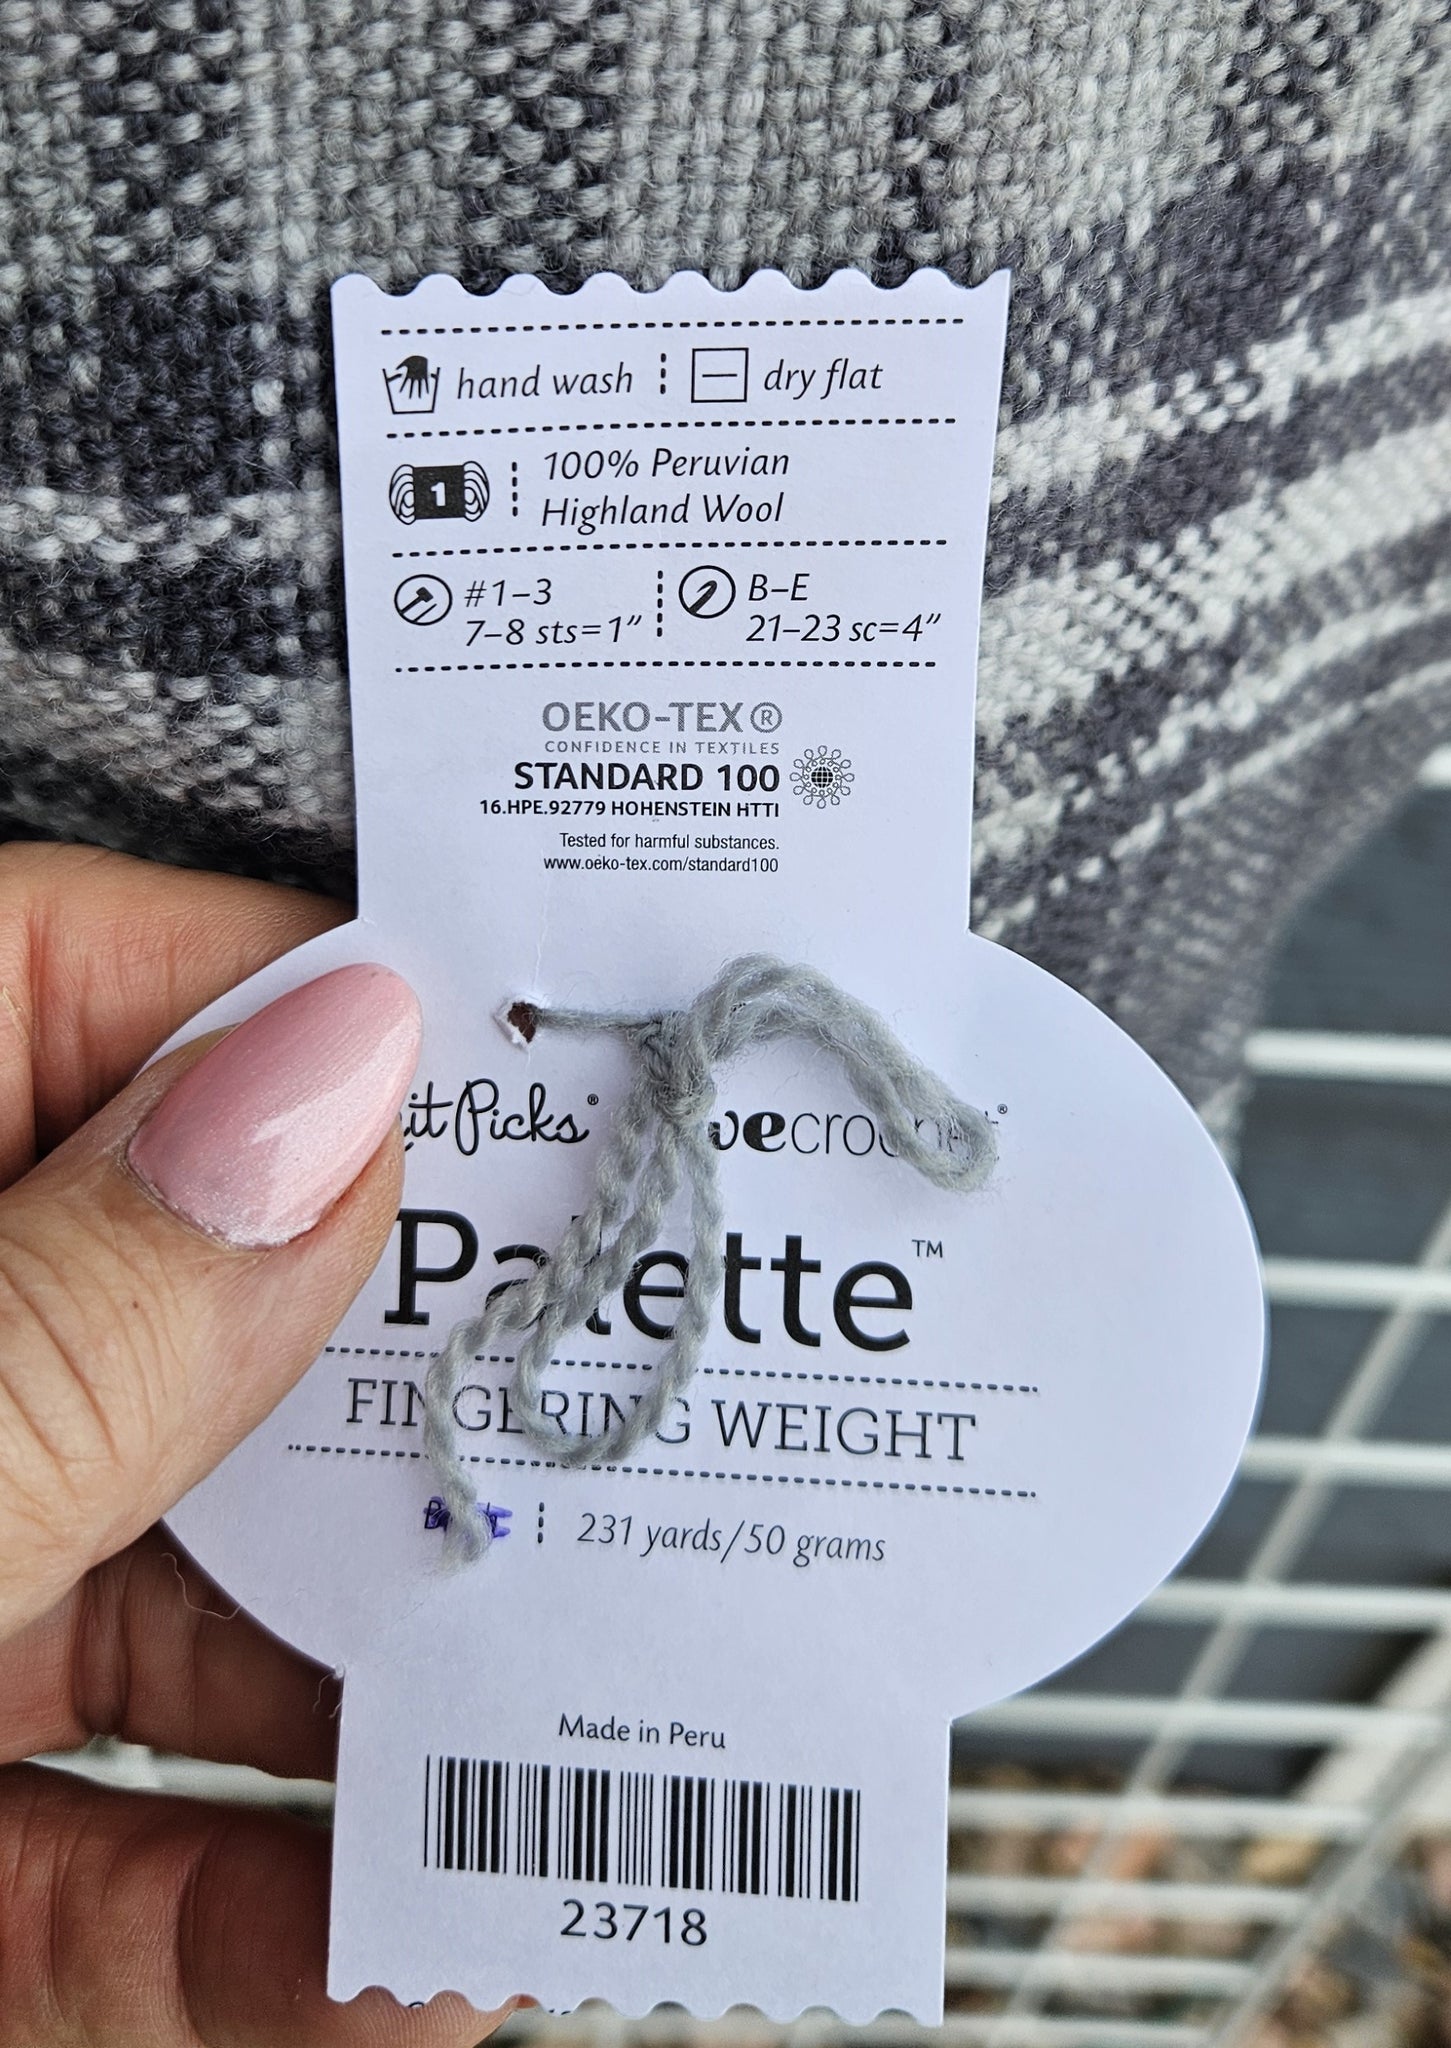 hand wash dry flat
1 100% Peruvian
Highland Wool
#1–3 B–E
7–8 sts=1" 21–23 sc=4"
OEKO-TEX®
CONFIDENCE IN TEXTILES
STANDARD 100
16.HPE.92779 HOHENSTEIN HTTI
Tested for harmful substances.
www.oeko-tex.com/standard100
Picks® crochet®
Palette™
FINGERING WEIGHT
231 yards/50 grams
Made in Peru
23718